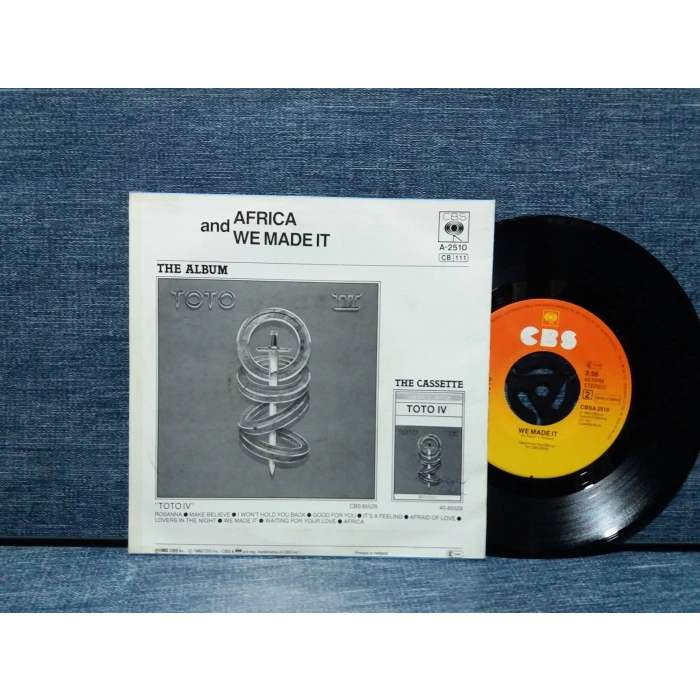 and AFRICA
WE MADE IT
CBS
A-2510
CB 111
THE ALBUM
TOTO IV
THE CASSETTE
TOTO IV
TOTO IV
"TOTO IV"
CBS 85529
40-85529
ROSANNA ● MAKE BELIEVE ● I WON'T HOLD YOU BACK ● GOOD FOR YOU ● IT'S A FEELING ● AFRAID OF LOVE ●
LOVERS IN THE NIGHT ● WE MADE IT ● WAITING FOR YOUR LOVE ● AFRICA
Printed in Holland
CBS
3:56
45 RPM
STEREO
2
CBSA 2510
WE MADE IT